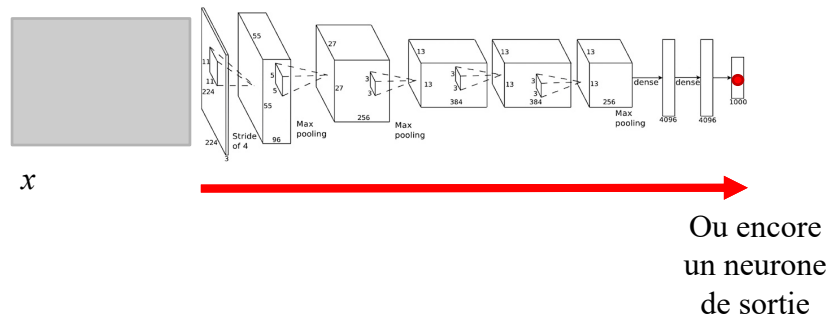 55
27
13
13
13
11
5
3
3
3
11
5
27
3
13
3
13
3
13
224
55
384
384
256
dense
dense
1000
256
Max
pooling
4096
4096
Max
pooling
Max
pooling
Stride
of 4
96
224
3
x
Ou encore
un neurone
de sortie